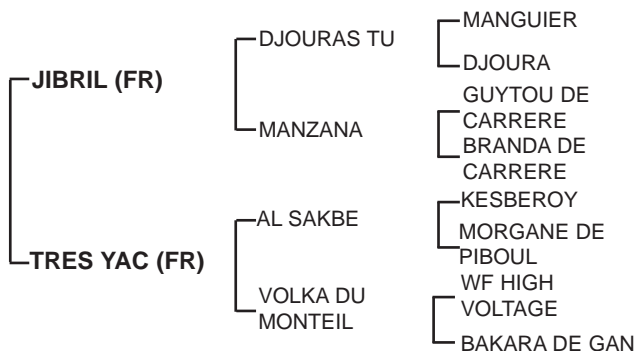 MANGUIER
DJOURAS TU
DJOURA
JIBRIL (FR)
GUYTOU DE
CARRERE
MANZANA
BRANDA DE
CARRERE
KESBEROY
AL SAKBE
MORGANE DE
PIBOUL
TRES YAC (FR)
WF HIGH
VOLTAGE
VOLKA DU
MONTEIL
BAKARA DE GAN